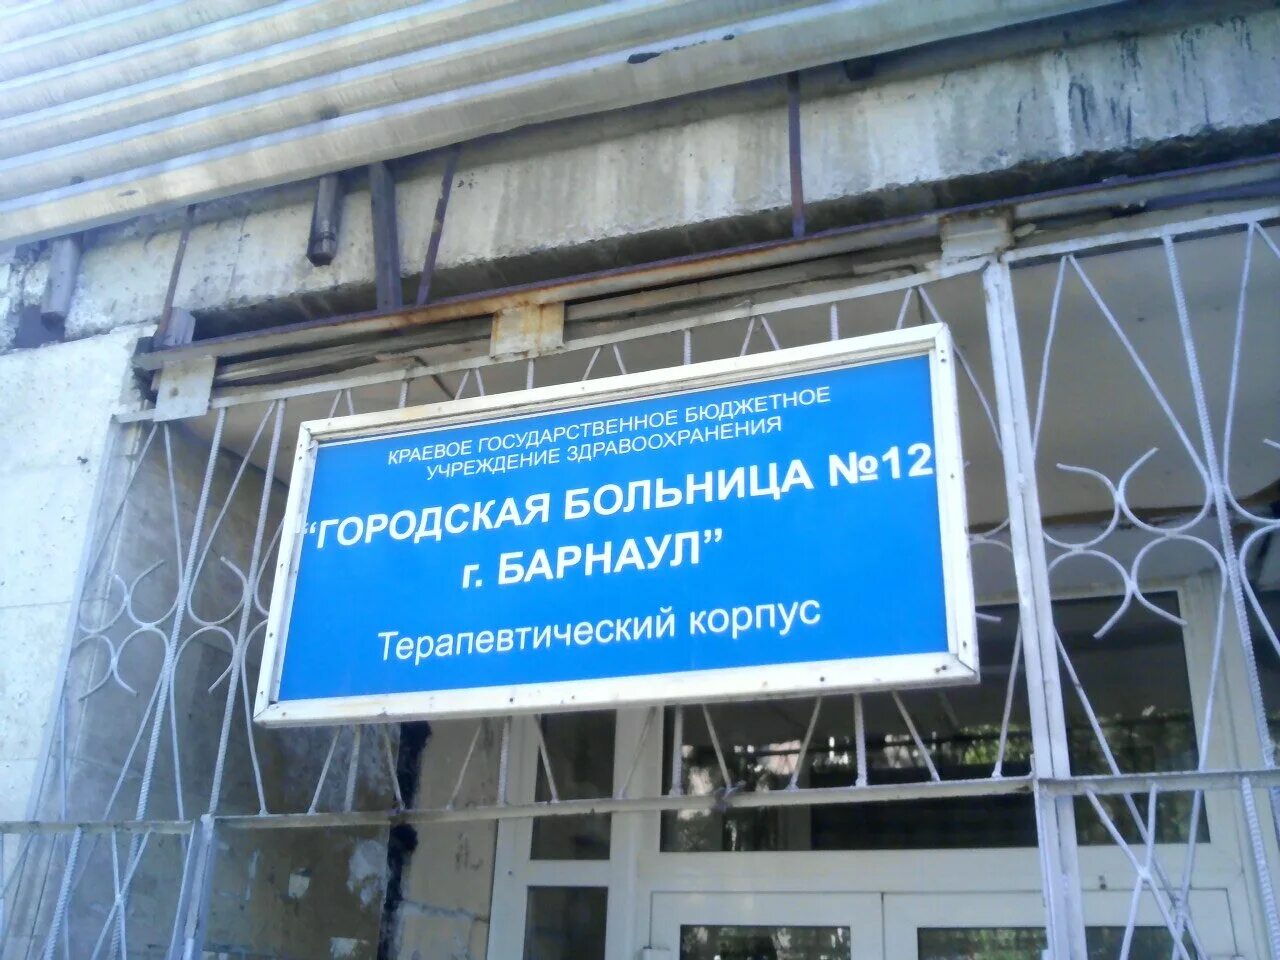 КРАЕВОЕ ГОСУДАРСТВЕННОЕ БЮДЖЕТНОЕ
УЧРЕЖДЕНИЕ ЗДРАВООХРАНЕНИЯ
“ГОРОДСКАЯ БОЛЬНИЦА №12
г. БАРНАУЛ”
Терапевтический корпус